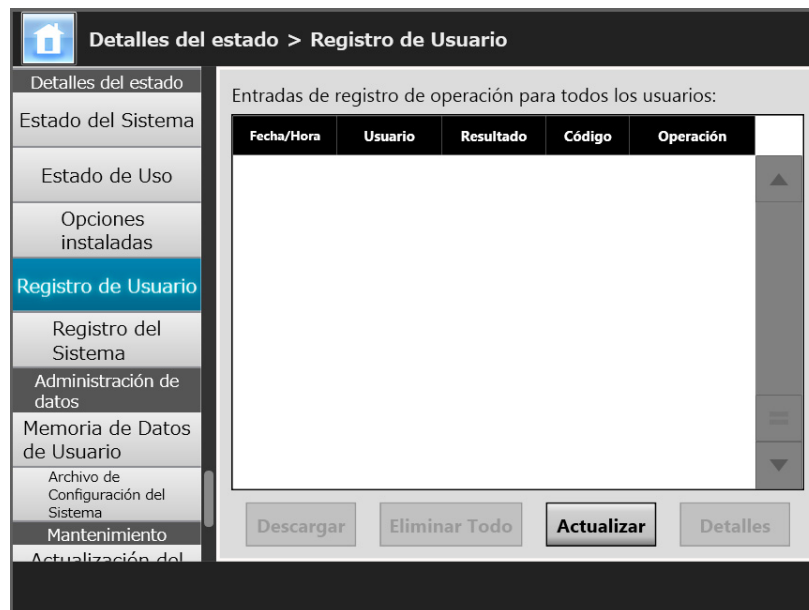 Detalles del estado > Registro de Usuario
Detalles del estado
Estado del Sistema
Estado de Uso
Opciones
instaladas
Registro de Usuario
Registro del
Sistema
Administración de
datos
Memoria de Datos
de Usuario
Archivo de
Configuración del
Sistema
Mantenimiento
Actualización del
Entradas de registro de operación para todos los usuarios:
Fecha/Hora Usuario Resultado Código Operación
Descargar Eliminar Todo Actualizar Detalles